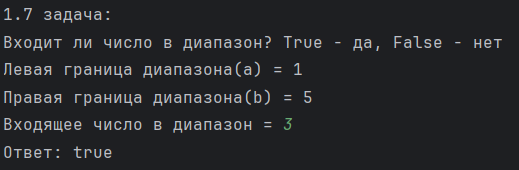 1.7 задача:
Входит ли число в диапазон? True - да, False - нет
Левая граница диапазона(a) = 1
Правая граница диапазона(b) = 5
Входящее число в диапазон = 3
Ответ: true